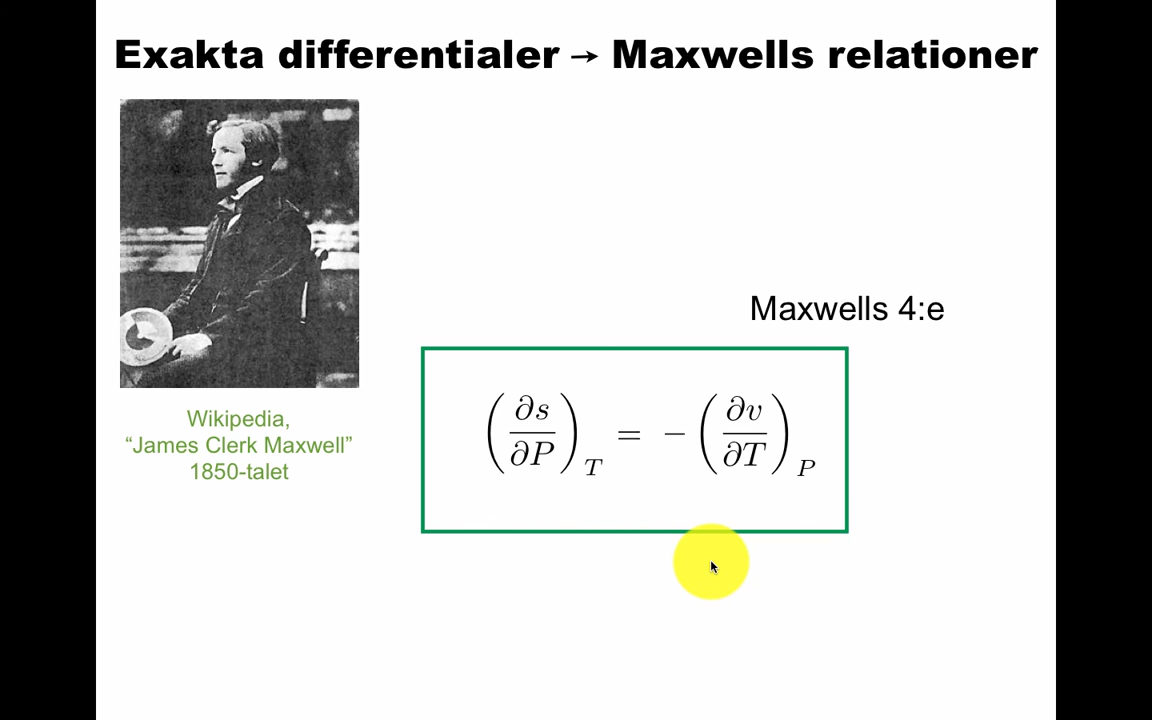 Exakta differentialer → Maxwells relationer
Wikipedia,
“James Clerk Maxwell”
1850-talet
Maxwells 4:e
(∂s/∂P)_T = −(∂v/∂T)_P